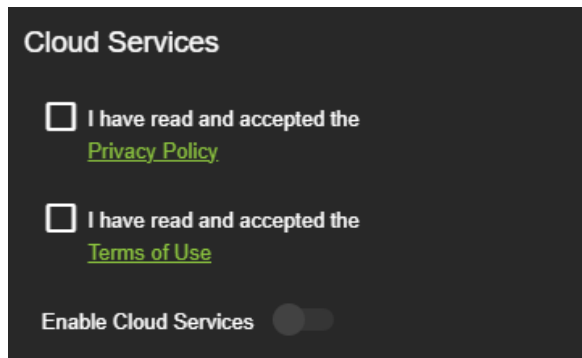 Cloud Services
I have read and accepted the
Privacy Policy
I have read and accepted the
Terms of Use
Enable Cloud Services